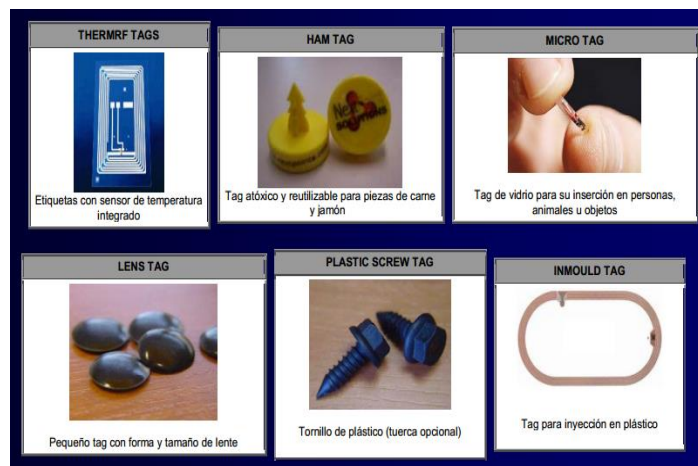 THERMRF TAGS
Etiquetas con sensor de temperatura
integrado
HAM TAG
SOLUTIONS
Tag atóxico y reutilizable para piezas de carne
y jamón
MICRO TAG
Tag de vidrio para su inserción en personas,
animales u objetos
LENS TAG
Pequeño tag con forma y tamaño de lente
PLASTIC SCREW TAG
Tornillo de plástico (tuerca opcional)
INMOULD TAG
Tag para inyección en plástico